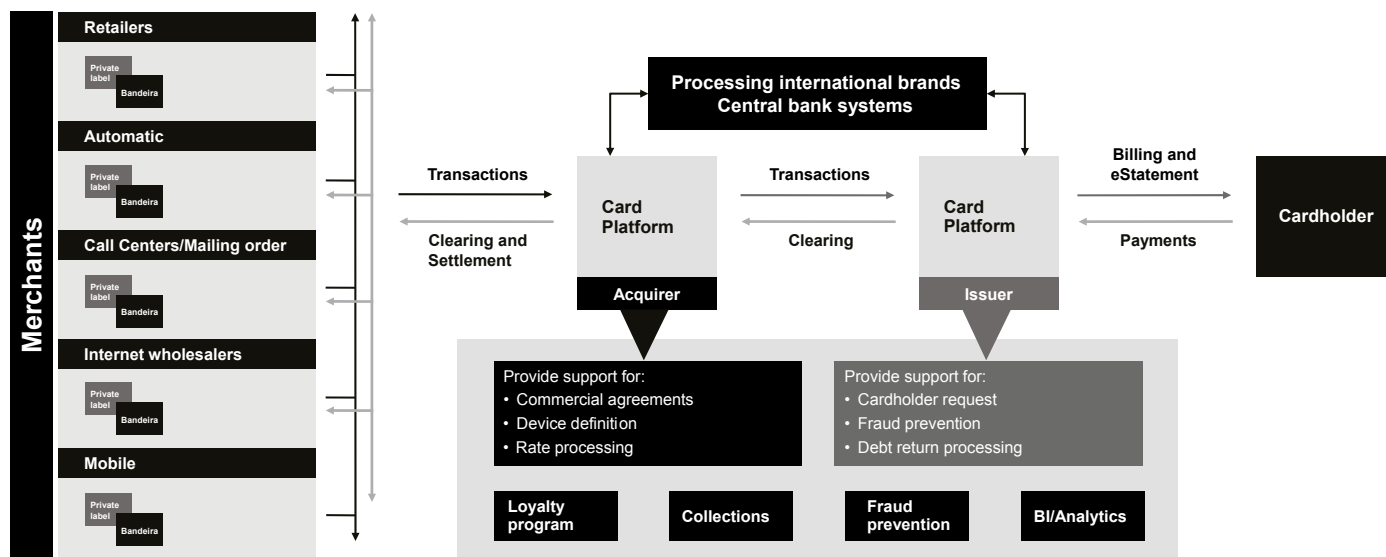 Merchants
Retailers
Private
label
Bandeira
Automatic
Private
label
Bandeira
Call Centers/Mailing order
Private
label
Bandeira
Internet wholesalers
Private
label
Bandeira
Mobile
Private
label
Bandeira
Transactions
Clearing and
Settlement
Processing international brands
Central bank systems
Card
Platform
Acquirer
Transactions
Clearing
Card
Platform
Issuer
Billing and
eStatement
Payments
Cardholder
Provide support for:
• Commercial agreements
• Device definition
• Rate processing
Provide support for:
• Cardholder request
• Fraud prevention
• Debt return processing
Loyalty
program
Collections
Fraud
prevention
BI/Analytics